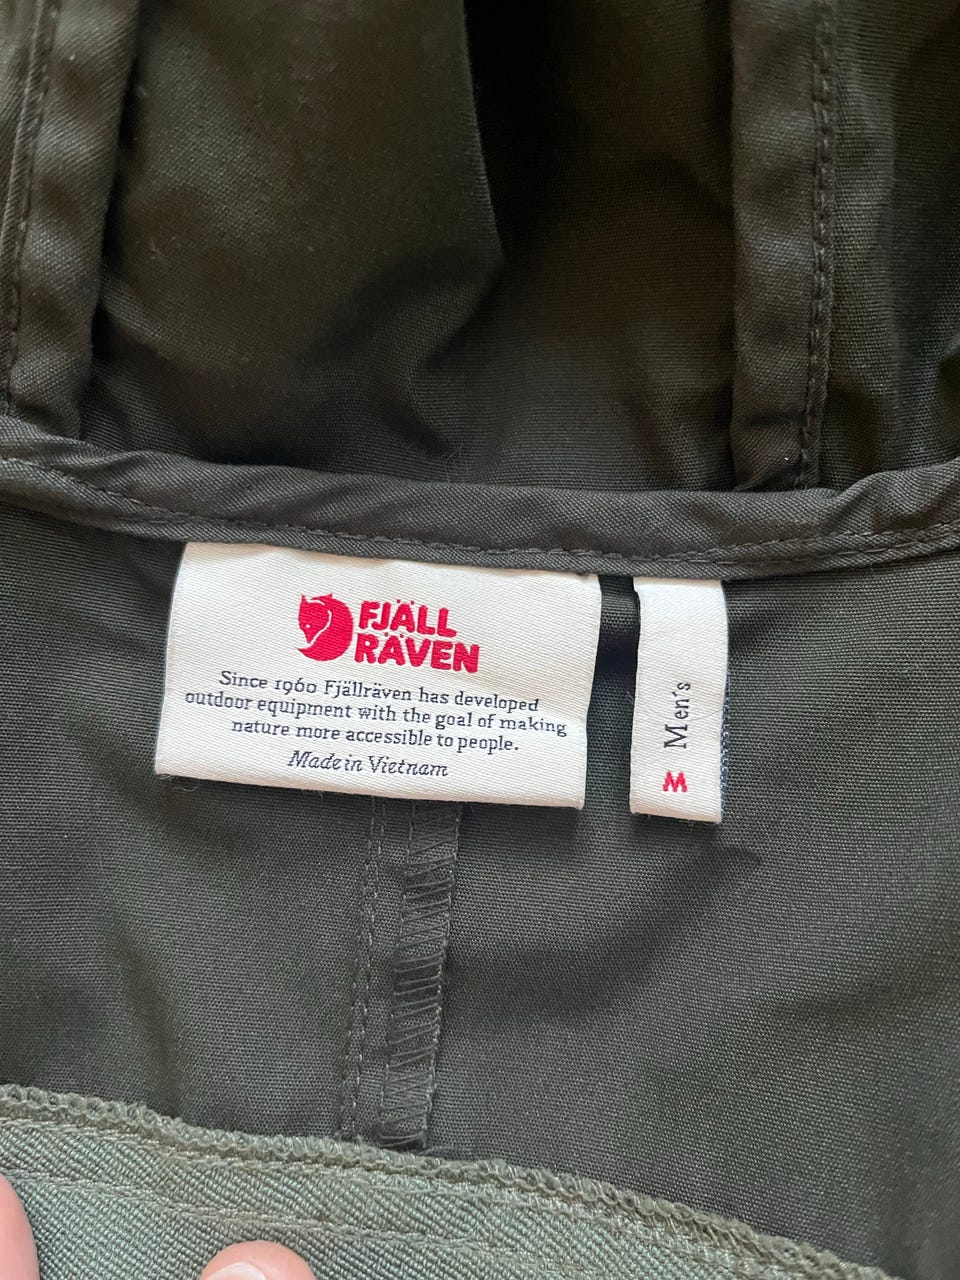 FJÄLL
RÄVEN
Since 1960 Fjällräven has developed
outdoor equipment with the goal of making
nature more accessible to people.
Made in Vietnam
Men's
M